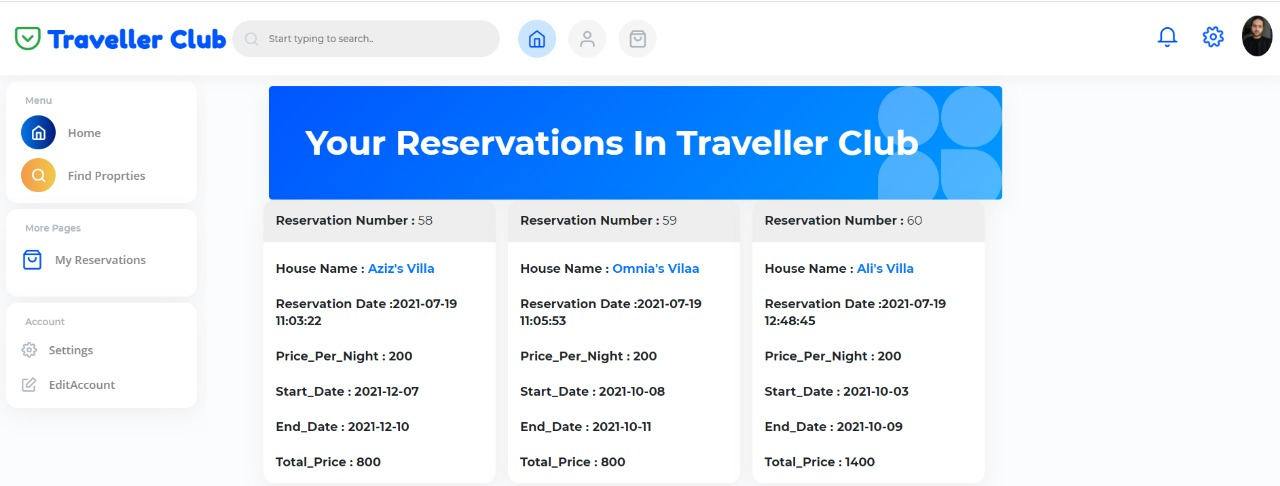 Traveller Club
Start typing to search..
Menu
Home
Find Proprties
More Pages
My Reservations
Account
Settings
EditAccount
Your Reservations In Traveller Club
Reservation Number : 58
House Name : Aziz's Villa
Reservation Date :2021-07-19
11:03:22
Price_Per_Night : 200
Start_Date : 2021-12-07
End_Date : 2021-12-10
Total_Price : 800
Reservation Number : 59
House Name : Omnia's Vilaa
Reservation Date :2021-07-19
11:05:53
Price_Per_Night : 200
Start_Date : 2021-10-08
End_Date : 2021-10-11
Total_Price : 800
Reservation Number : 60
House Name : Ali's Villa
Reservation Date :2021-07-19
12:48:45
Price_Per_Night : 200
Start_Date : 2021-10-03
End_Date : 2021-10-09
Total_Price : 1400